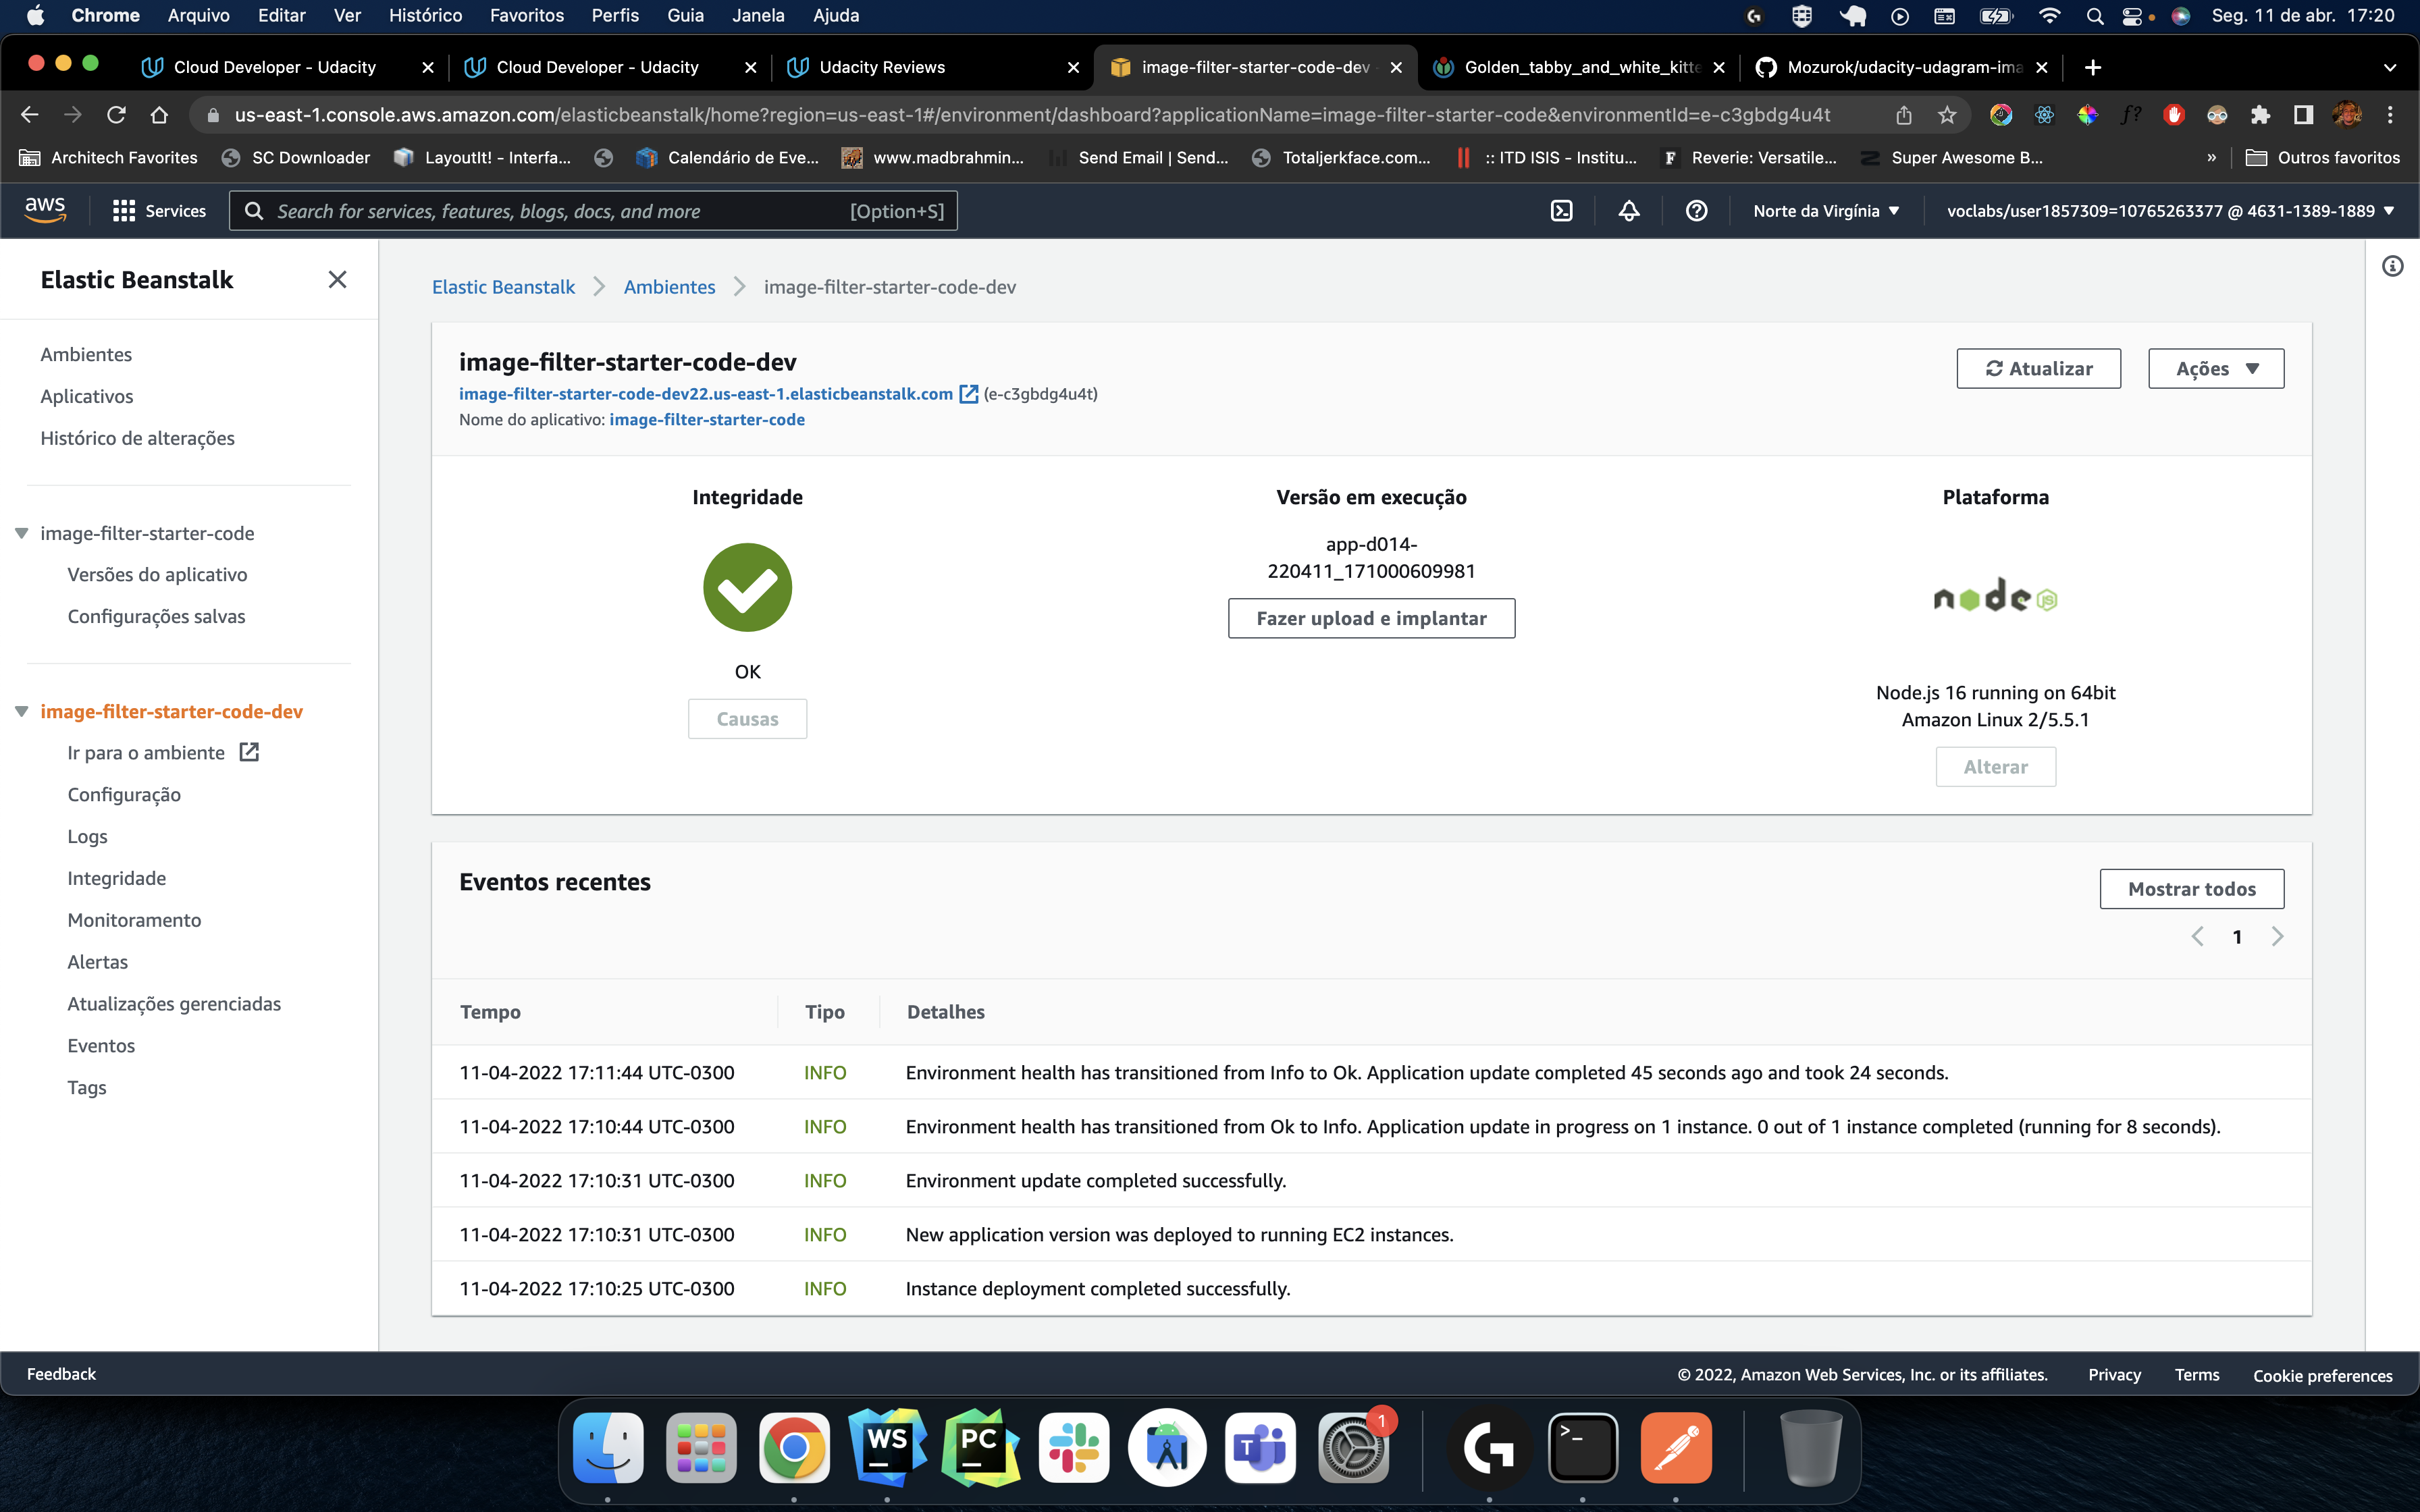 Chrome Arquivo Editar Ver Histórico Favoritos Perfis Guia Janela Ajuda Seg. 11 de abr. 17:20
Cloud Developer - Udacity Cloud Developer - Udacity Udacity Reviews image-filter-starter-code-dev - Golden_tabby_and_white_kitte Mozurok/udacity-udagram-ima
us-east-1.console.aws.amazon.com/elasticbeanstalk/home?region=us-east-1#/environment/dashboard?applicationName=image-filter-starter-code&environmentId=e-c3gbdg4u4t f?
Architech Favorites SC Downloader LayoutIt! - Interfa... Calendário de Eve... www.madbrahmin... Send Email | Send... Totaljerkface.com... :: ITD ISIS - Institu... F Reverie: Versatile... Super Awesome B... » Outros favoritos
aws Services Search for services, features, blogs, docs, and more [Option+S] Norte da Virgínia voclabs/user1857309=10765263377 @ 4631-1389-1889
Elastic Beanstalk
Ambientes
Aplicativos
Histórico de alterações
image-filter-starter-code
Versões do aplicativo
Configurações salvas
image-filter-starter-code-dev
Ir para o ambiente
Configuração
Logs
Integridade
Monitoramento
Alertas
Atualizações gerenciadas
Eventos
Tags
Elastic Beanstalk Ambientes image-filter-starter-code-dev
image-filter-starter-code-dev
image-filter-starter-code-dev22.us-east-1.elasticbeanstalk.com (e-c3gbdg4u4t)
Nome do aplicativo: image-filter-starter-code
Atualizar Ações
Integridade
OK
Causas
Versão em execução
app-d014-
220411_171000609981
Fazer upload e implantar
Plataforma
node JS
Node.js 16 running on 64bit
Amazon Linux 2/5.5.1
Alterar
Eventos recentes
Mostrar todos
1
Tempo Tipo Detalhes
11-04-2022 17:11:44 UTC-0300 INFO Environment health has transitioned from Info to Ok. Application update completed 45 seconds ago and took 24 seconds.
11-04-2022 17:10:44 UTC-0300 INFO Environment health has transitioned from Ok to Info. Application update in progress on 1 instance. 0 out of 1 instance completed (running for 8 seconds).
11-04-2022 17:10:31 UTC-0300 INFO Environment update completed successfully.
11-04-2022 17:10:31 UTC-0300 INFO New application version was deployed to running EC2 instances.
11-04-2022 17:10:25 UTC-0300 INFO Instance deployment completed successfully.
Feedback © 2022, Amazon Web Services, Inc. or its affiliates. Privacy Terms Cookie preferences
WS PC T 1 G >_